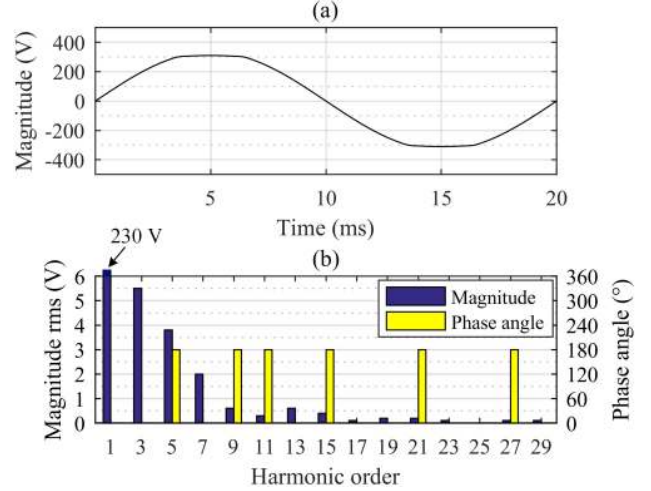 (a)
Magnitude (V)
400
200
0
-200
-400
5
10
15
20
Time (ms)
230 V
(b)
Magnitude rms (V)
6
5
4
3
2
1
0
Magnitude
Phase angle
360
300
240
180
120
60
0
Phase angle (°)
1 3 5 7 9 11 13 15 17 19 21 23 25 27 29
Harmonic order